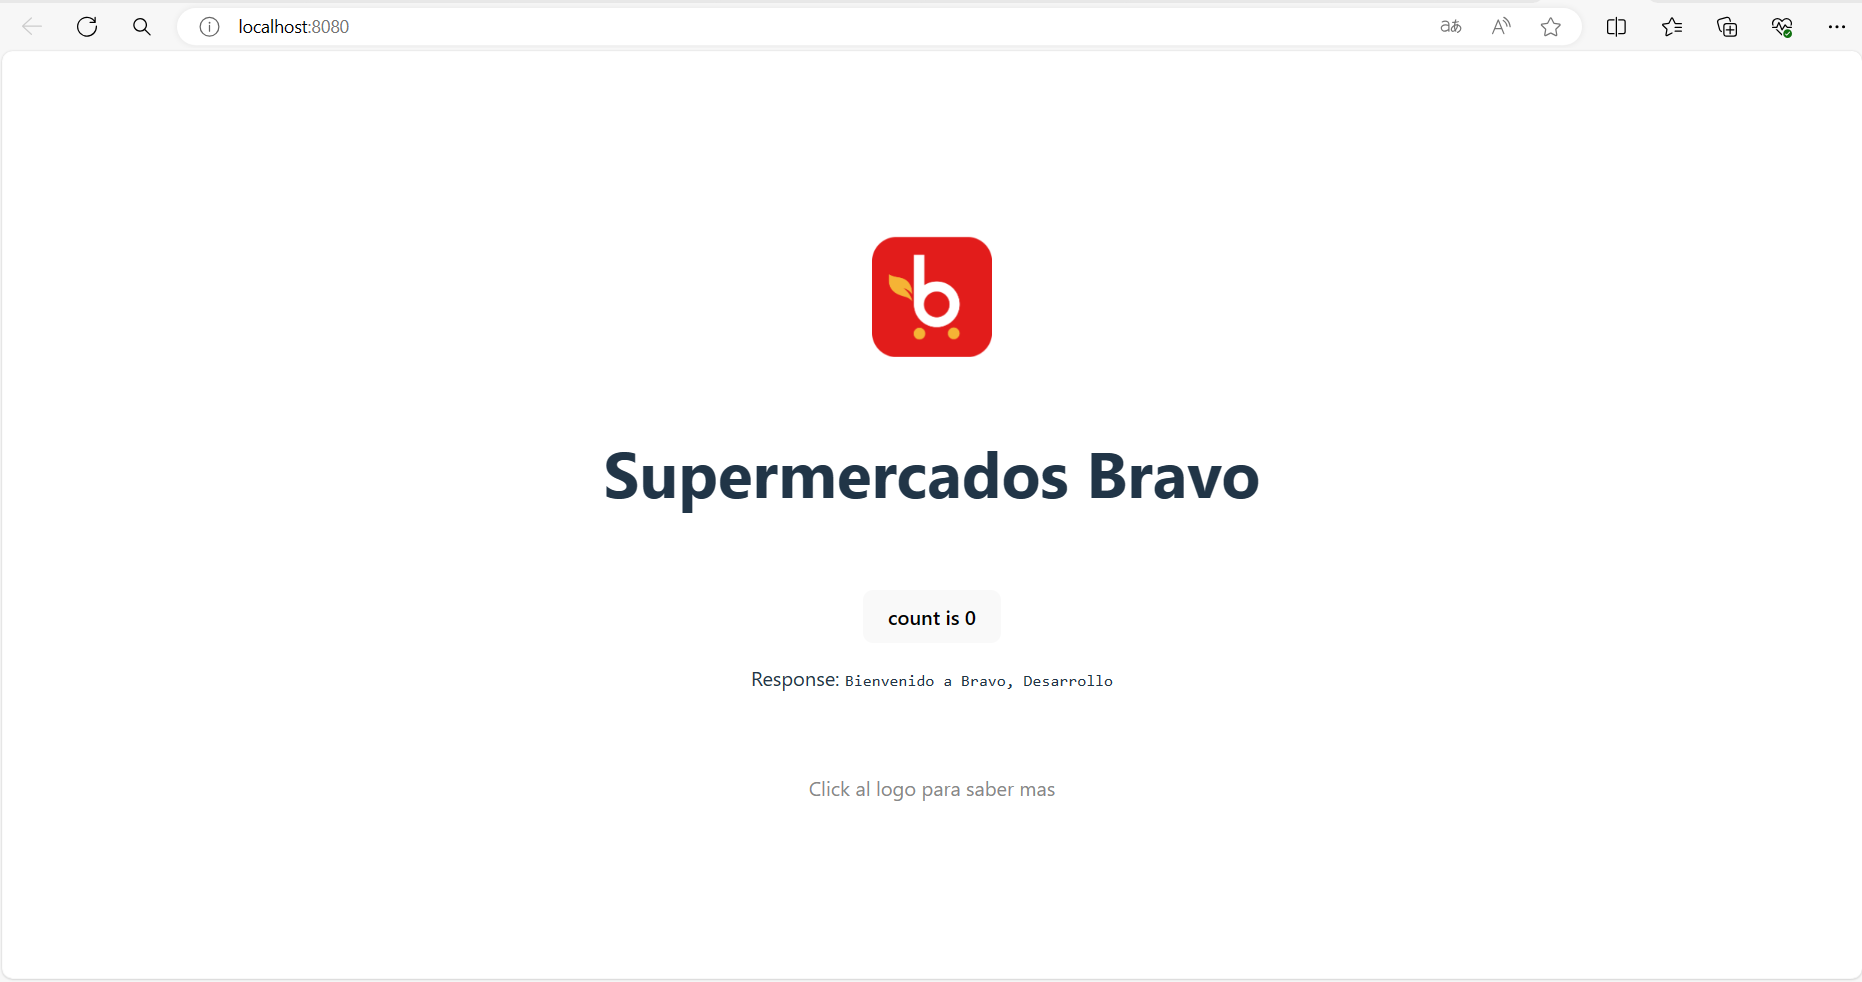 localhost:8080
b
Supermercados Bravo
count is 0
Response: Bienvenido a Bravo, Desarrollo
Click al logo para saber mas